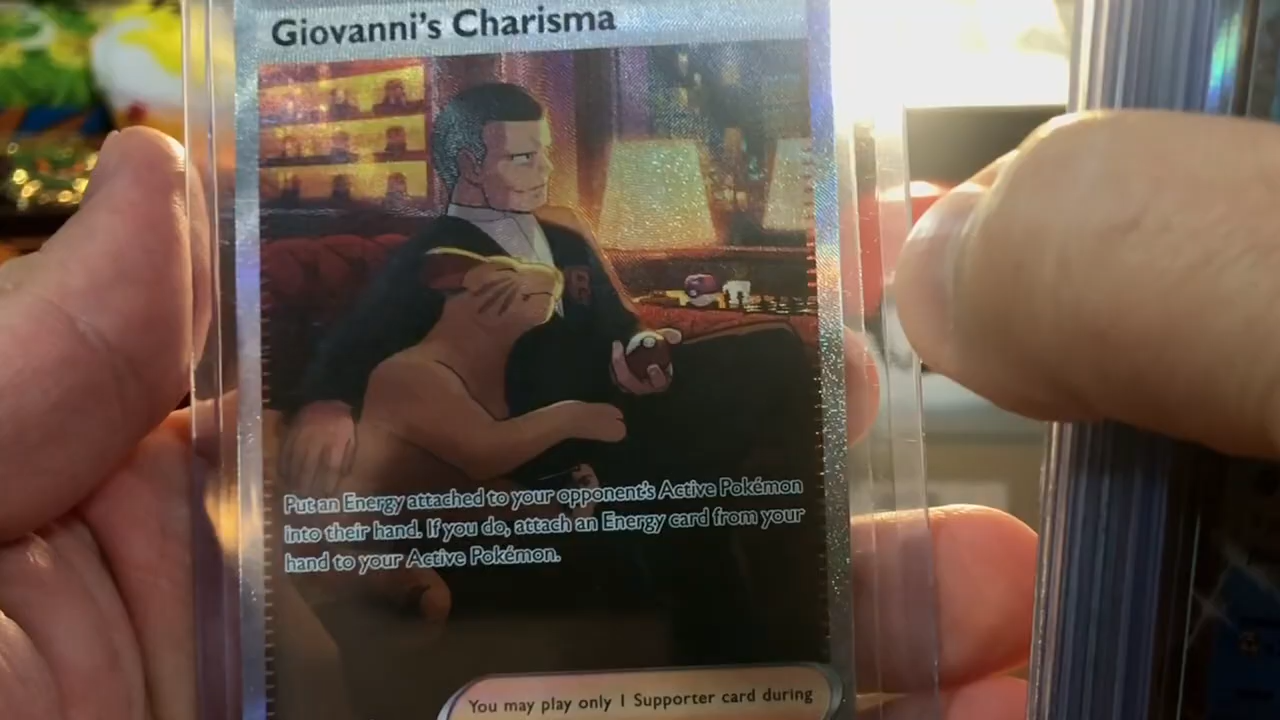 Giovanni's Charisma
Put an Energy attached to your opponent's Active Pokémon
into their hand. If you do, attach an Energy card from your
hand to your Active Pokémon.
You may play only 1 Supporter card during